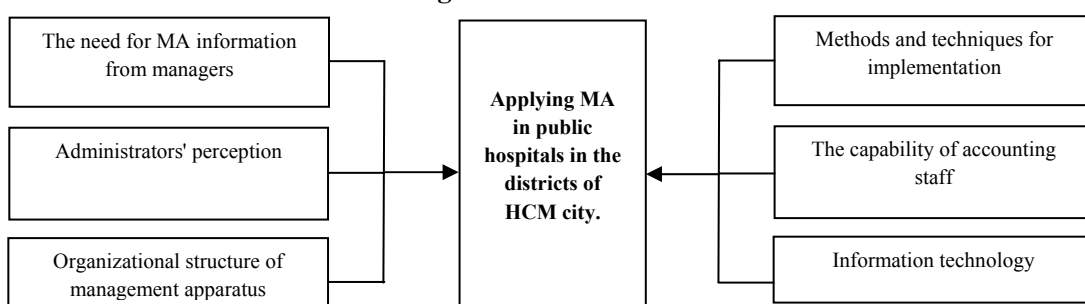 The need for MA information
from managers
Administrators' perception
Organizational structure of
management apparatus
Applying MA
in public
hospitals in the
districts of
HCM city.
Methods and techniques for
implementation
The capability of accounting
staff
Information technology